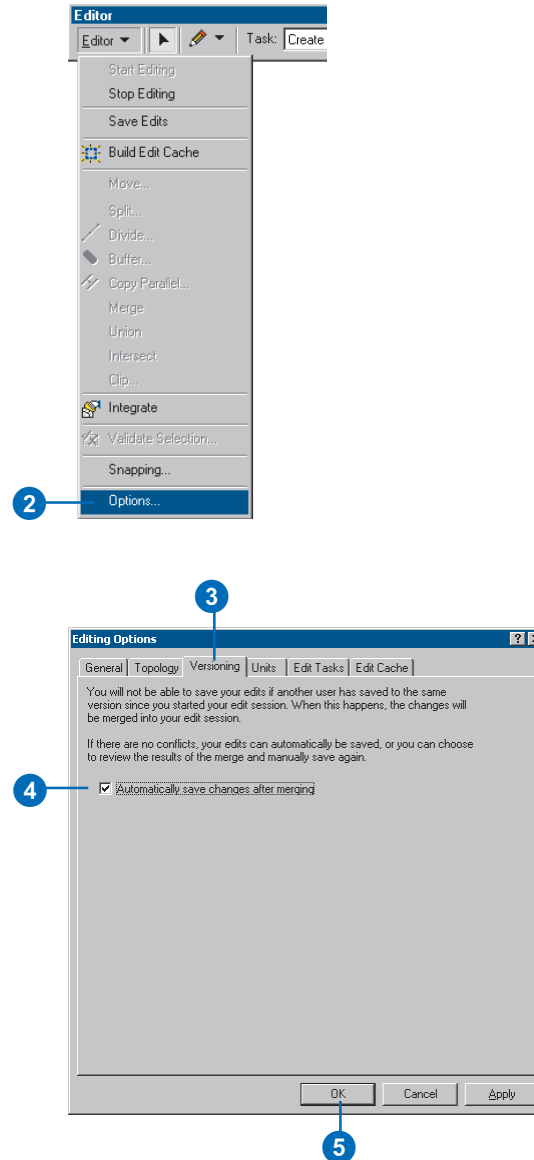 Editor
Editor Task: Create
Start Editing
Stop Editing
Save Edits
Build Edit Cache
Move...
Split...
Divide...
Buffer...
Copy Parallel...
Merge
Union
Intersect
Clip...
Integrate
Validate Selection...
Snapping...
2 Options...
3
Editing Options
General Topology Versioning Units Edit Tasks Edit Cache
You will not be able to save your edits if another user has saved to the same
version since you started your edit session. When this happens, the changes will
be merged into your edit session.
If there are no conflicts, your edits can automatically be saved, or you can choose
to review the results of the merge and manually save again.
4 Automatically save changes after merging
OK Cancel Apply
5